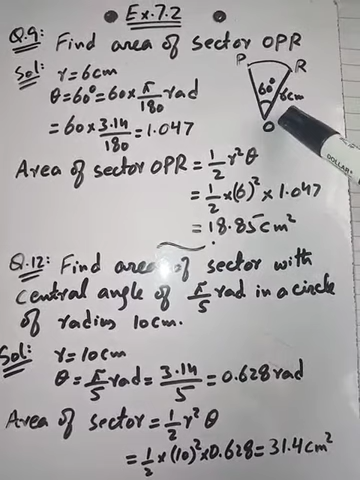 Ex.7.2
Q.9: Find area of sector OPR
Sol: r=6cm
θ=60°=60×π/180 rad
=60×3.14/180=1.047
P R
60° 6cm
O
Area of sector OPR=1/2 r²θ
=1/2×(6)²×1.047
=18.85cm²
DOLLAR
Q.12: Find area of sector with
central angle of π/5 rad in a circle
of radius 10cm.
Sol: r=10cm
θ=π/5 rad=3.14/5=0.628rad
Area of sector=1/2 r² θ
=1/2×(10)²×0.628=31.4cm²